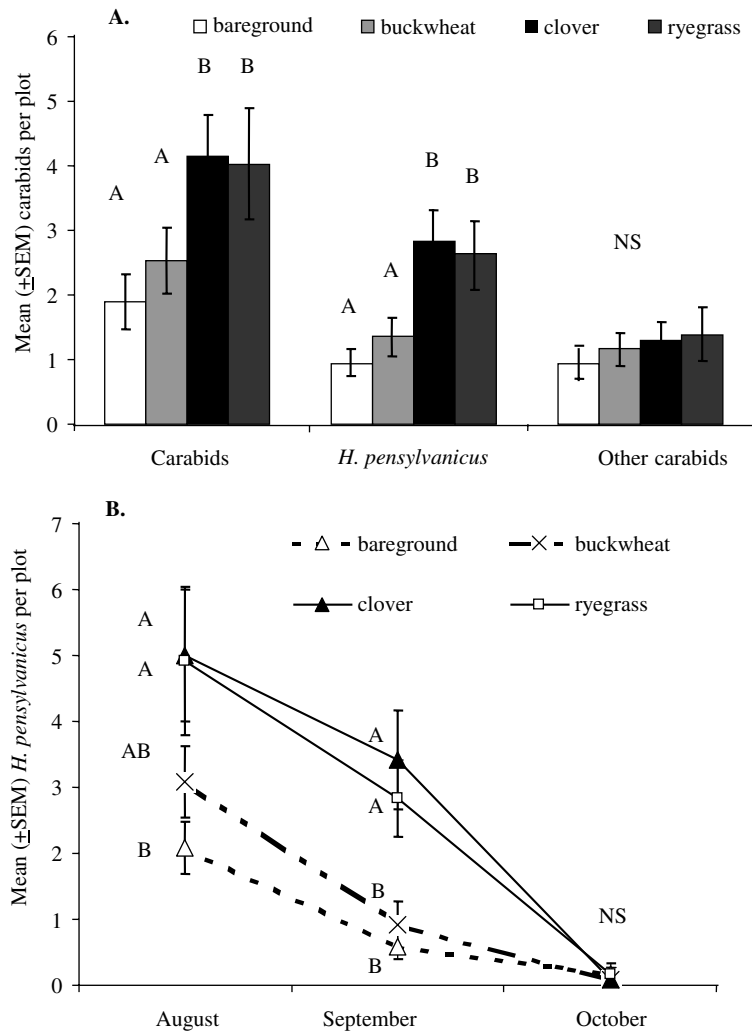 A.
bareground buckwheat clover ryegrass
Mean (±SEM) carabids per plot
6
5
4
3
2
1
0
A A B B
A A B B
NS
Carabids H. pensylvanicus Other carabids
B.
bareground buckwheat
clover ryegrass
Mean (±SEM) H. pensylvanicus per plot
7
6
5
4
3
2
1
0
A
A
AB
B
A
A
B
B
NS
August September October